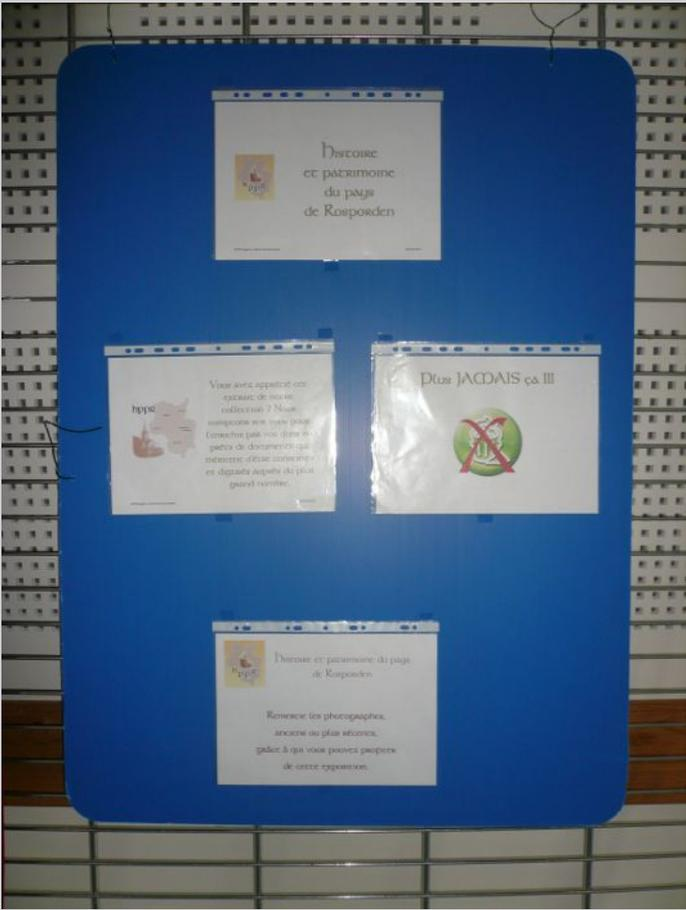 Histoire
et patrimoine
du pays
de Rosporden
Vous avez apprécié ces
extraits de notre
collection ? Nous
comptons sur vous pour
l'enrichir par vos dons ou
prêts de documents qui
méritent d'être conservés
et diffusés auprès du plus
grand nombre.
hppr
Plus JAMAIS ça !!!
Histoire et patrimoine du pays
de Rosporden
Remercie les photographes,
anciens ou plus récents,
grâce à qui vous pouvez profiter
de cette exposition.